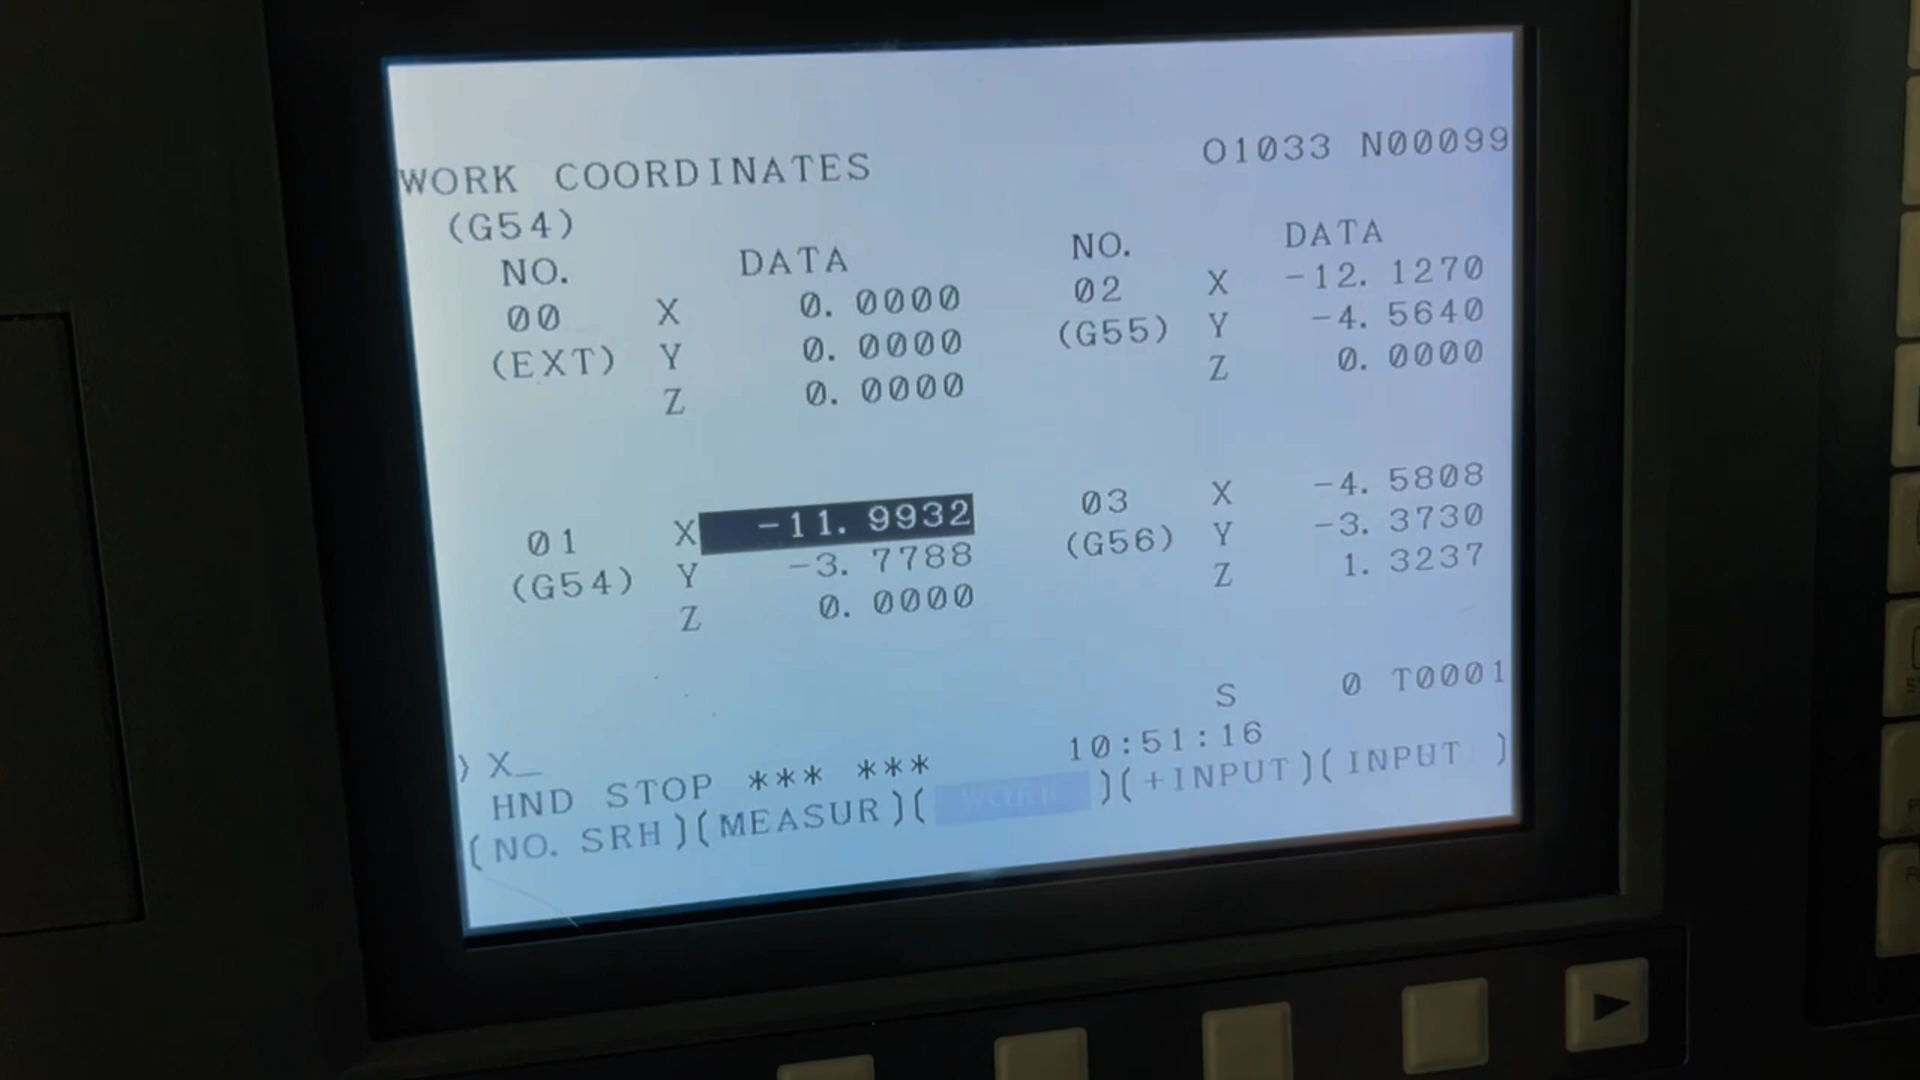 WORK COORDINATES O1033 N00099
(G54)
NO. DATA NO. DATA
00 X 0. 0000 02 X -12. 1270
(EXT) Y 0. 0000 (G55) Y -4. 5640
Z 0. 0000 Z 0. 0000
01 X -11. 9932 03 X -4. 5808
(G54) Y -3. 7788 (G56) Y -3. 3730
Z 0. 0000 Z 1. 3237
S 0 T0001
) X_
HND STOP *** *** 10:51:16
(NO. SRH)(MEASUR)( WORK )(+INPUT)(INPUT )